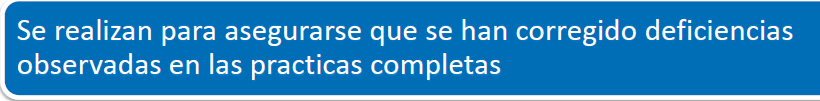 Se realizan para asegurarse que se han corregido deficiencias
observadas en las practicas completas